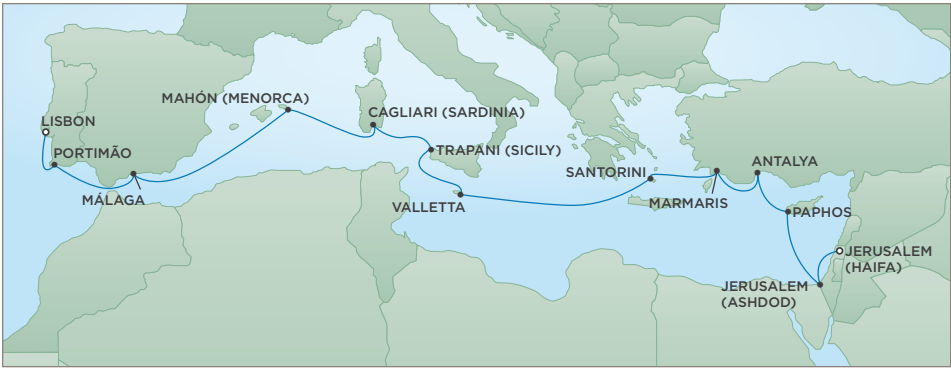 MAHÓN (MENORCA)
CAGLIARI (SARDINIA)
LISBON
PORTIMÃO
TRAPANI (SICILY)
ANTALYA
SANTORINI
MÁLAGA
VALLETTA
MARMARIS
PAPHOS
JERUSALEM
(HAIFA)
JERUSALEM
(ASHDOD)